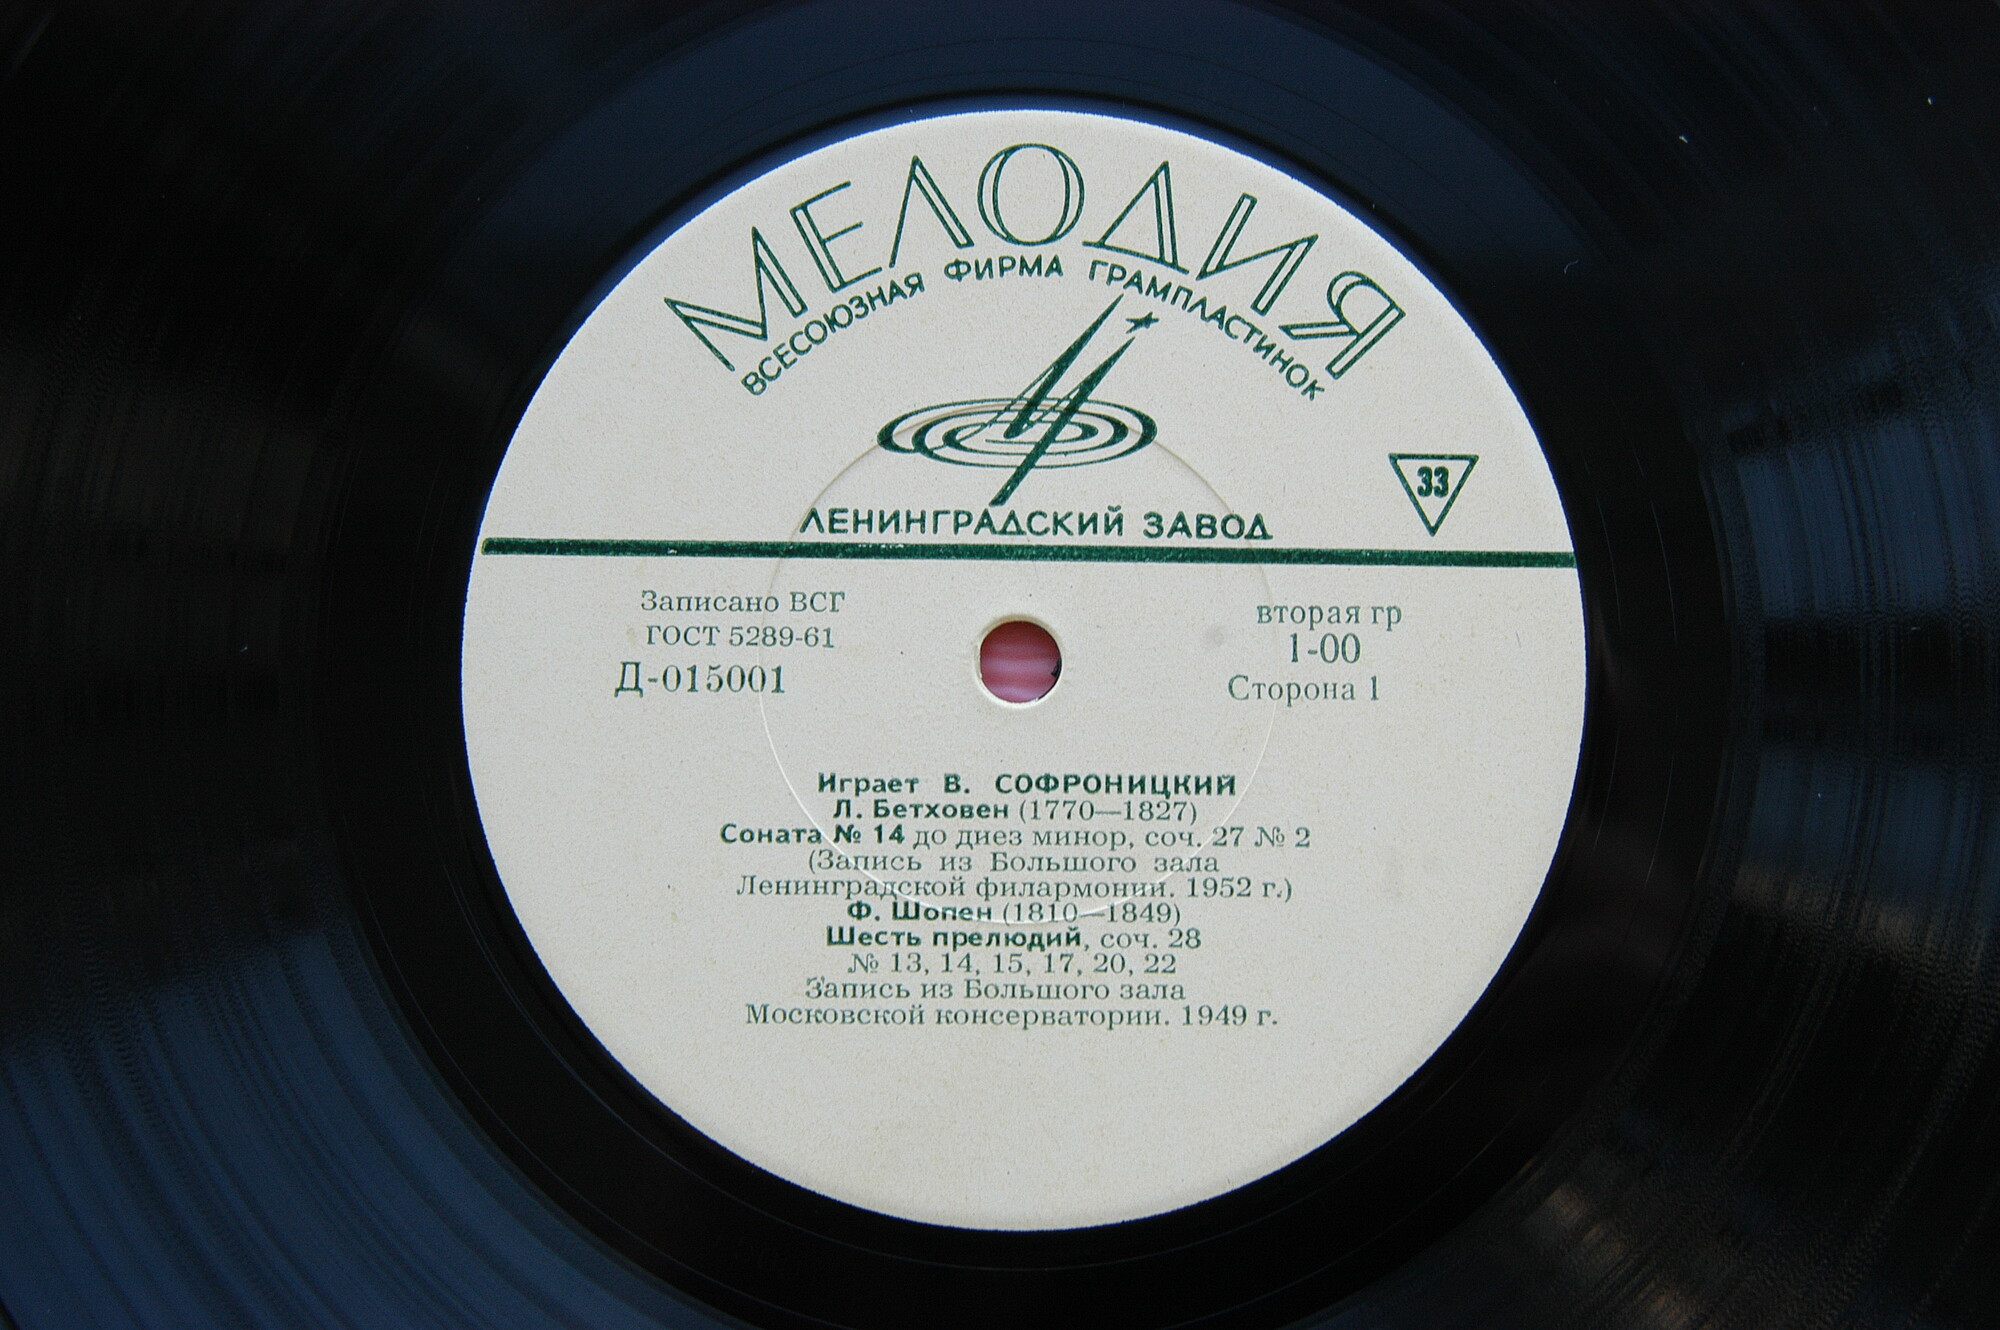 МЕЛОДИЯ
ВСЕСОЮЗНАЯ ФИРМА ГРАМПЛАСТИНОК
33
ЛЕНИНГРАДСКИЙ ЗАВОД
Записано ВСГ
ГОСТ 5289-61
Д-015001
вторая гр
1-00
Сторона 1
Играет В. СОФРОНИЦКИЙ
Л. Бетховен (1770—1827)
Соната № 14 до диез минор, соч. 27 № 2
(Запись из Большого зала
Ленинградской филармонии. 1952 г.)
Ф. Шопен (1810—1849)
Шесть прелюдий, соч. 28
№ 13, 14, 15, 17, 20, 22
Запись из Большого зала
Московской консерватории. 1949 г.